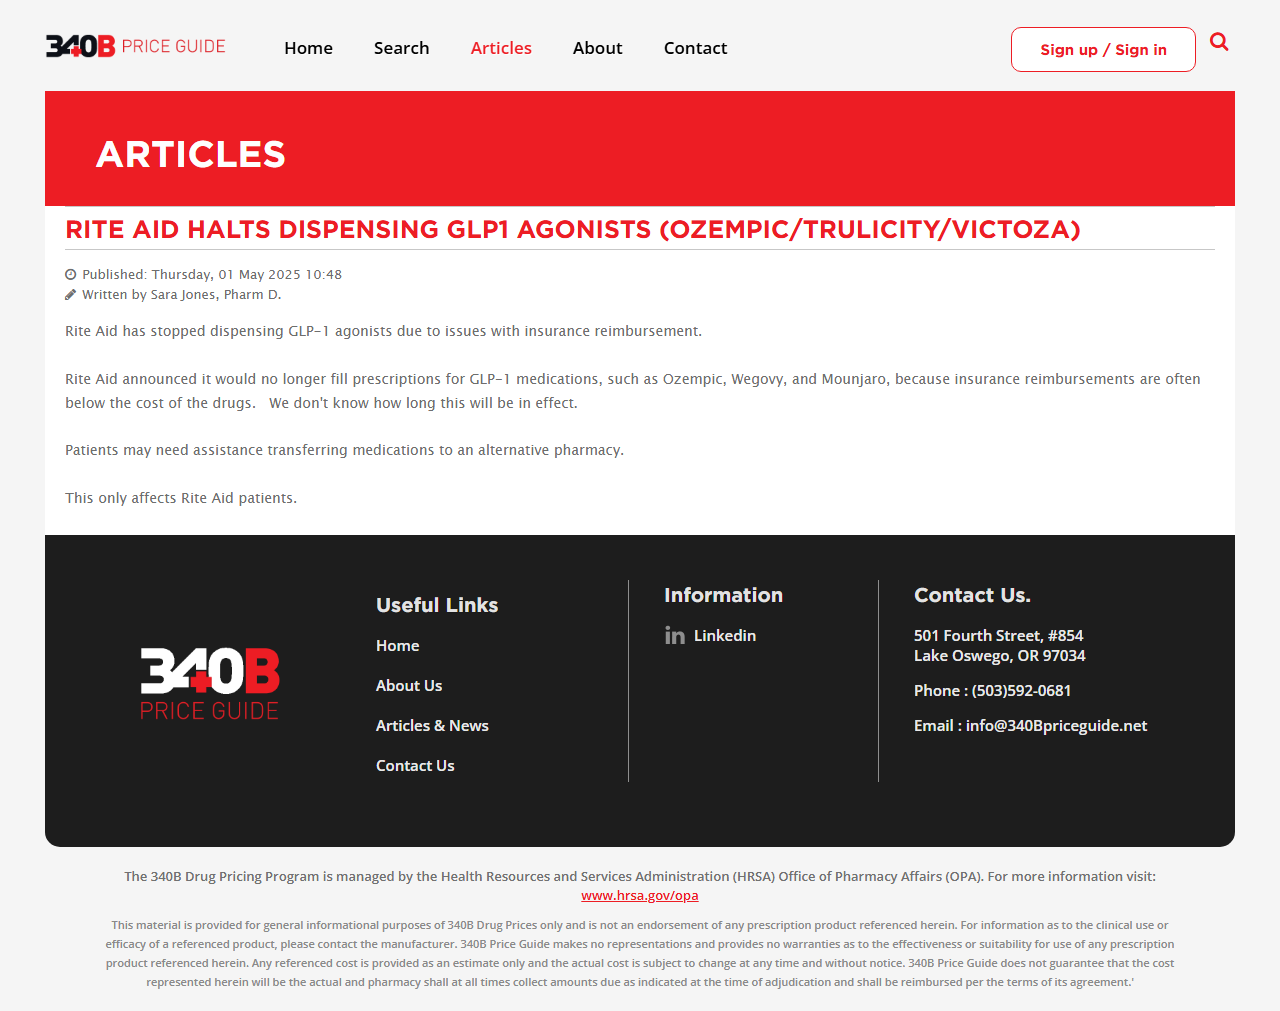 340B PRICE GUIDE
Home
Search
Articles
About
Contact
Sign up / Sign in
ARTICLES
RITE AID HALTS DISPENSING GLP1 AGONISTS (OZEMPIC/TRULICITY/VICTOZA)
Published: Thursday, 01 May 2025 10:48
Written by Sara Jones, Pharm D.
Rite Aid has stopped dispensing GLP-1 agonists due to issues with insurance reimbursement.
Rite Aid announced it would no longer fill prescriptions for GLP-1 medications, such as Ozempic, Wegovy, and Mounjaro, because insurance reimbursements are often
below the cost of the drugs.   We don't know how long this will be in effect.
Patients may need assistance transferring medications to an alternative pharmacy.
This only affects Rite Aid patients.
340B
PRICE GUIDE
Useful Links
Home
About Us
Articles & News
Contact Us
Information
Linkedin
Contact Us.
501 Fourth Street, #854
Lake Oswego, OR 97034
Phone : (503)592-0681
Email : info@340Bpriceguide.net
The 340B Drug Pricing Program is managed by the Health Resources and Services Administration (HRSA) Office of Pharmacy Affairs (OPA). For more information visit:
www.hrsa.gov/opa
This material is provided for general informational purposes of 340B Drug Prices only and is not an endorsement of any prescription product referenced herein. For information as to the clinical use or
efficacy of a referenced product, please contact the manufacturer. 340B Price Guide makes no representations and provides no warranties as to the effectiveness or suitability for use of any prescription
product referenced herein. Any referenced cost is provided as an estimate only and the actual cost is subject to change at any time and without notice. 340B Price Guide does not guarantee that the cost
represented herein will be the actual and pharmacy shall at all times collect amounts due as indicated at the time of adjudication and shall be reimbursed per the terms of its agreement.'